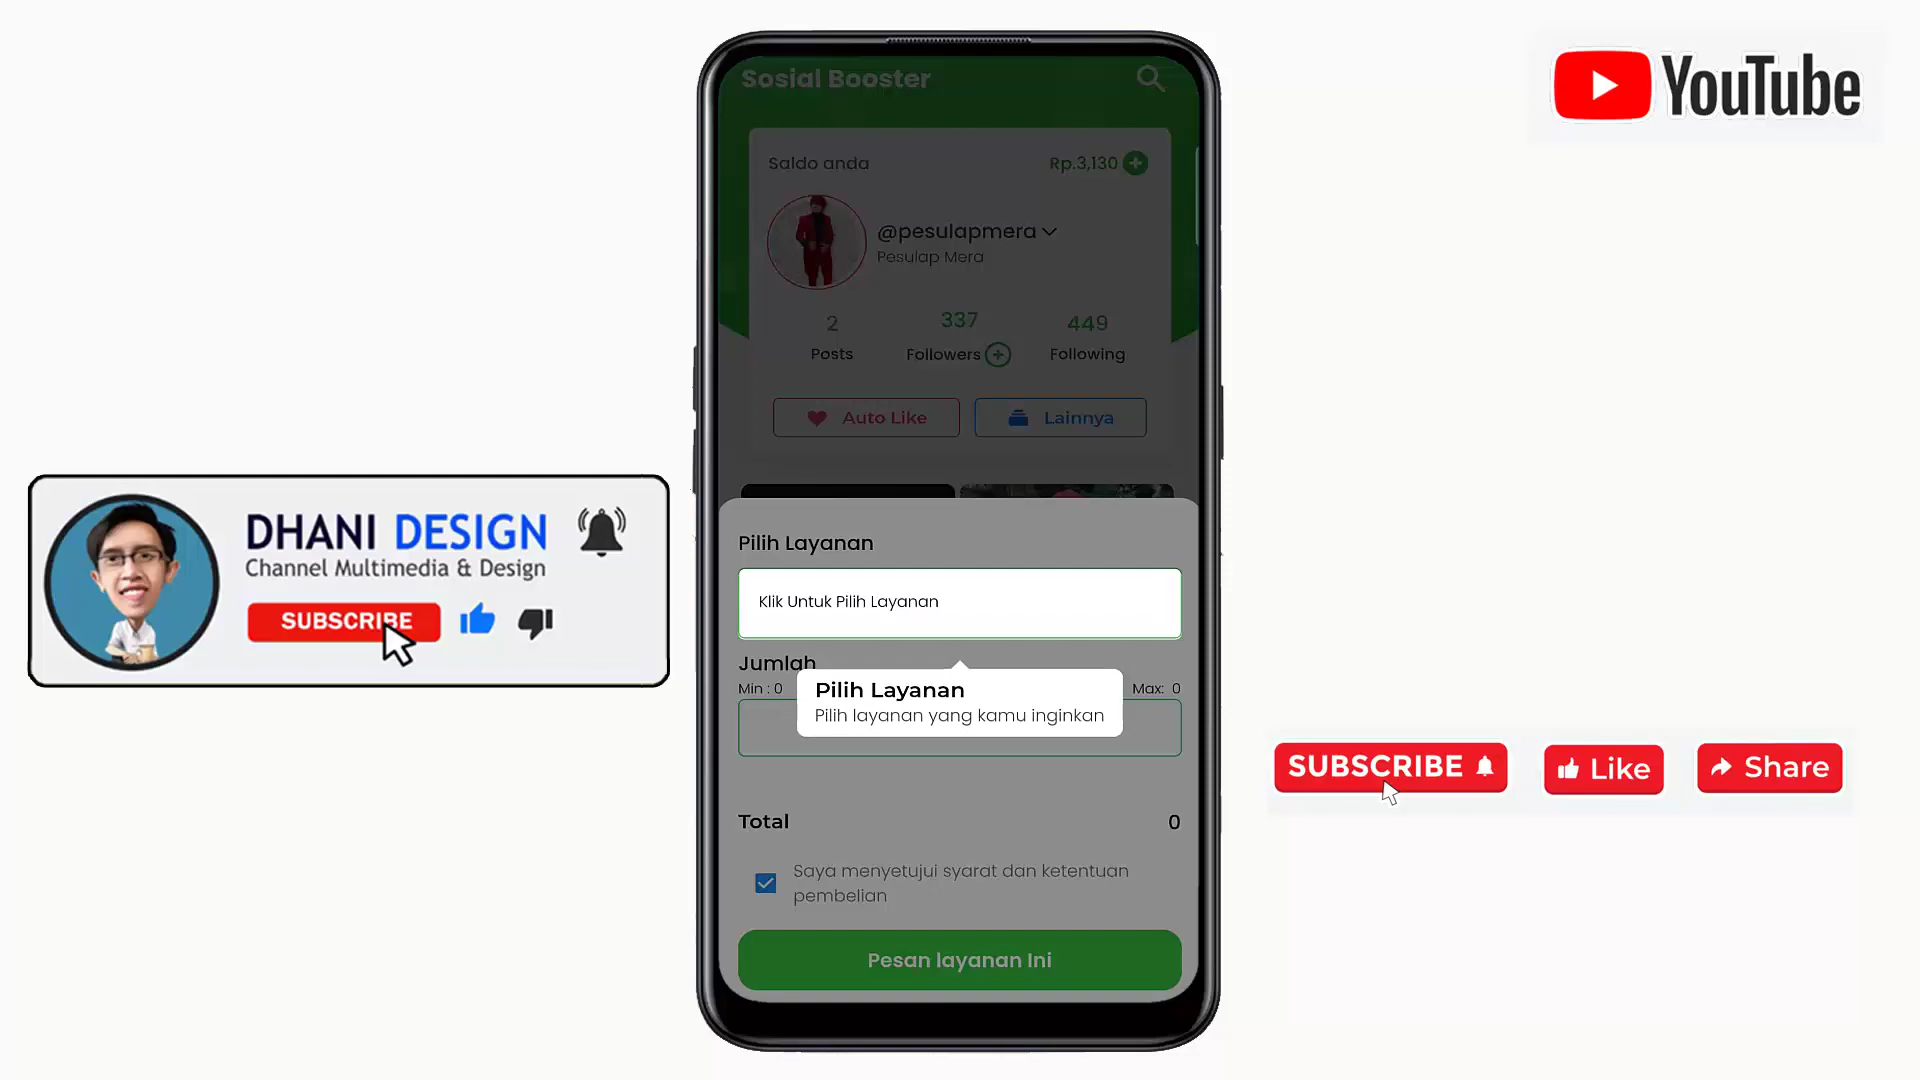 YouTube
Sosial Booster
Saldo anda
Rp.3,130
@pesulapmera
Pesulap Mera
2
337
449
Posts
Followers
Following
Auto Like
Lainnya
DHANI DESIGN
Channel Multimedia & Design
SUBSCRIBE
Pilih Layanan
Klik Untuk Pilih Layanan
Jumlah
Min : 0
Max: 0
Pilih Layanan
Pilih layanan yang kamu inginkan
Total
0
Saya menyetujui syarat dan ketentuan
pembelian
Pesan layanan Ini
SUBSCRIBE
Like
Share